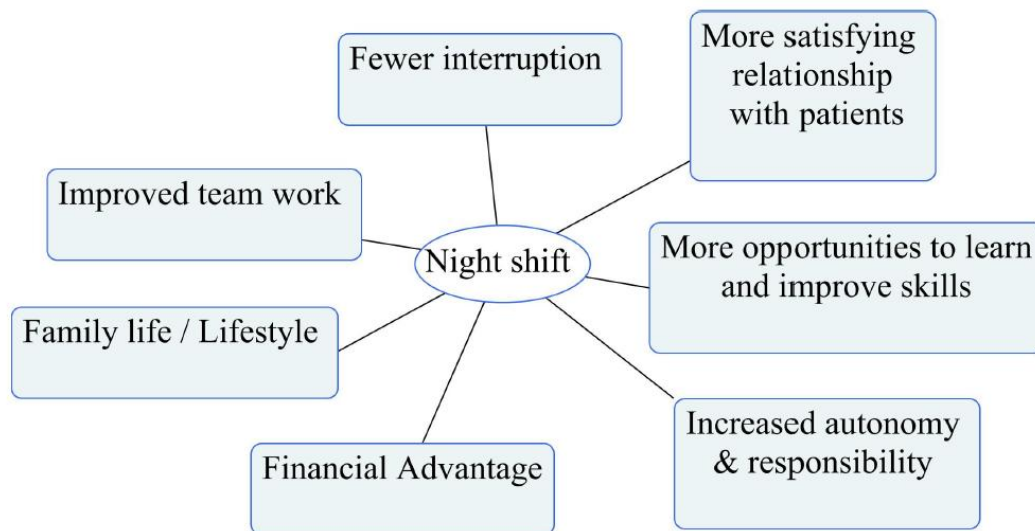 Fewer interruption
More satisfying
relationship
with patients
Improved team work
Night shift
More opportunities to learn
and improve skills
Family life / Lifestyle
Increased autonomy
& responsibility
Financial Advantage